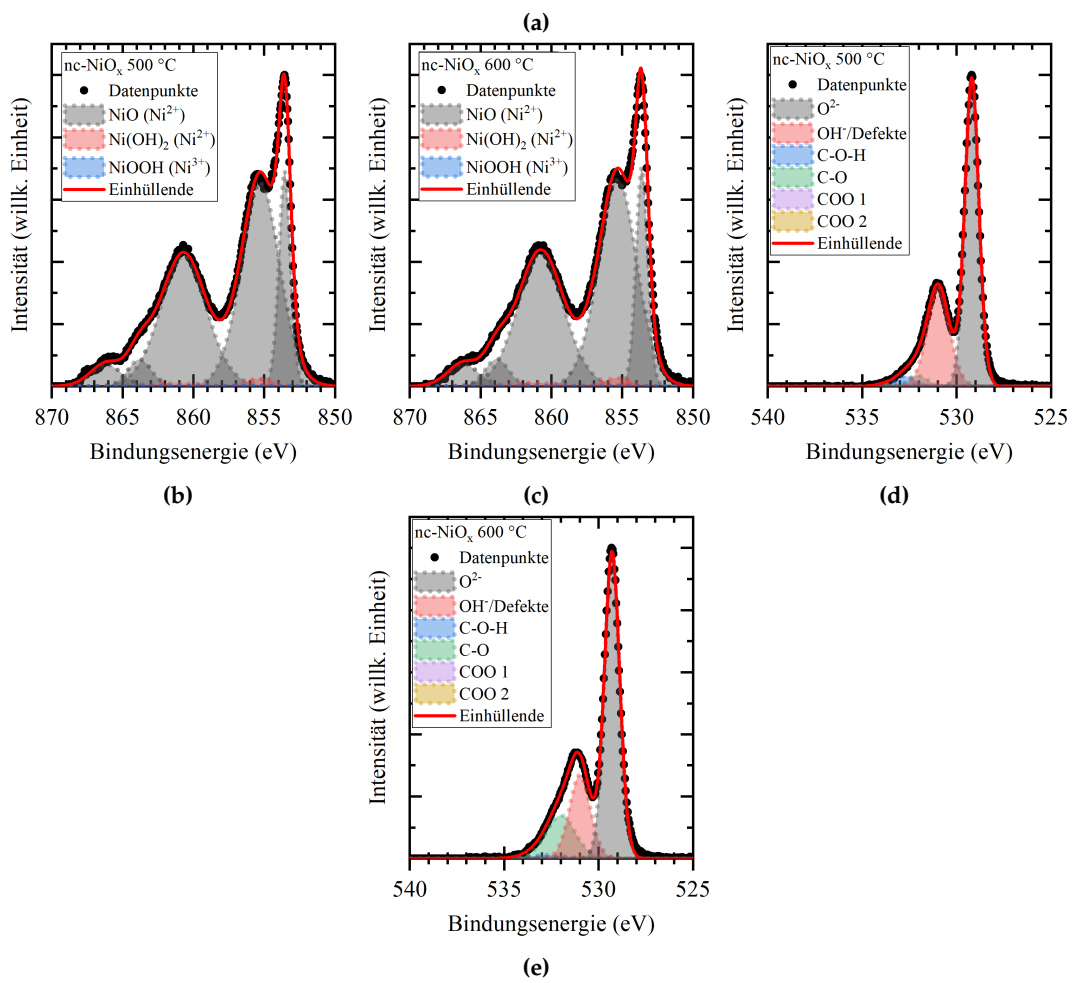 (a)
nc-NiOₓ 500 °C
Datenpunkte
NiO (Ni²⁺)
Ni(OH)₂ (Ni²⁺)
NiOOH (Ni³⁺)
Einhüllende
Intensität (willk. Einheit)
870 865 860 855 850
Bindungsenergie (eV)
(b)
nc-NiOₓ 600 °C
Datenpunkte
NiO (Ni²⁺)
Ni(OH)₂ (Ni²⁺)
NiOOH (Ni³⁺)
Einhüllende
Intensität (willk. Einheit)
870 865 860 855 850
Bindungsenergie (eV)
(c)
nc-NiOₓ 500 °C
Datenpunkte
O²⁻
OH⁻/Defekte
C-O-H
C-O
COO 1
COO 2
Einhüllende
Intensität (willk. Einheit)
540 535 530 525
Bindungsenergie (eV)
(d)
nc-NiOₓ 600 °C
Datenpunkte
O²⁻
OH⁻/Defekte
C-O-H
C-O
COO 1
COO 2
Einhüllende
Intensität (willk. Einheit)
540 535 530 525
Bindungsenergie (eV)
(e)